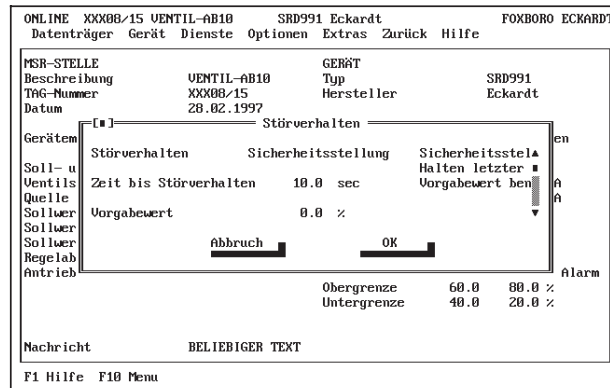 ONLINE XXX08/15 VENTIL-AB10 SRD991 Eckardt FOXBORO ECKARDT
Datenträger Gerät Dienste Optionen Extras Zurück Hilfe
MSR-STELLE GERÄT
Beschreibung VENTIL-AB10 Typ SRD991
TAG-Nummer XXX08/15 Hersteller Eckardt
Datum 28.02.1997
Störverhalten
Gerätem en
Störverhalten Sicherheitsstellung Sicherheitsstel
Halten letzter
Soll- u
Ventils Zeit bis Störverhalten 10.0 sec Vorgabewert ben A
Quelle A
Sollwer Vorgabewert 0.0 %
Sollwer
Sollwer Abbruch OK
Regelab
Antrieb Alarm
Obergrenze 60.0 80.0 %
Untergrenze 40.0 20.0 %
Nachricht BELIEBIGER TEXT
F1 Hilfe F10 Menu